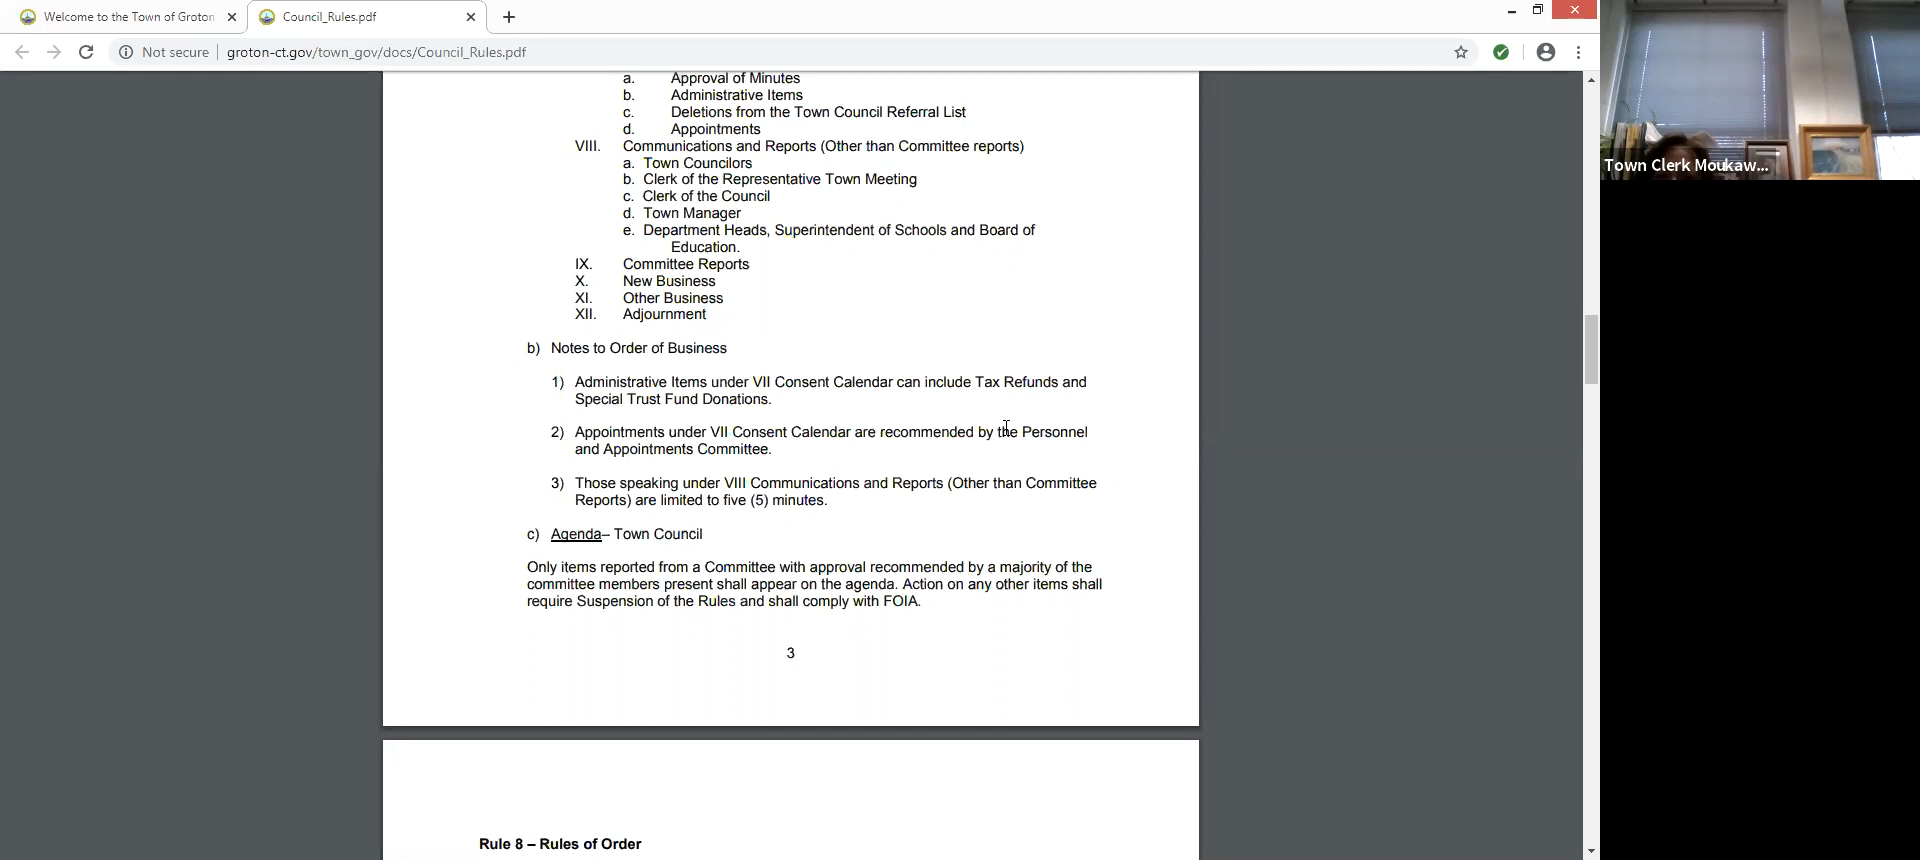 Welcome to the Town of Groton
Council_Rules.pdf
Not secure groton-ct.gov/town_gov/docs/Council_Rules.pdf
a. Approval of Minutes
b. Administrative Items
c. Deletions from the Town Council Referral List
d. Appointments
VIII. Communications and Reports (Other than Committee reports)
a. Town Councilors
b. Clerk of the Representative Town Meeting
c. Clerk of the Council
d. Town Manager
e. Department Heads, Superintendent of Schools and Board of
Education.
IX. Committee Reports
X. New Business
XI. Other Business
XII. Adjournment
b) Notes to Order of Business
1) Administrative Items under VII Consent Calendar can include Tax Refunds and
Special Trust Fund Donations.
2) Appointments under VII Consent Calendar are recommended by the Personnel
and Appointments Committee.
3) Those speaking under VIII Communications and Reports (Other than Committee
Reports) are limited to five (5) minutes.
c) Agenda– Town Council
Only items reported from a Committee with approval recommended by a majority of the
committee members present shall appear on the agenda. Action on any other items shall
require Suspension of the Rules and shall comply with FOIA.
3
Rule 8 – Rules of Order
Town Clerk Moukaw...